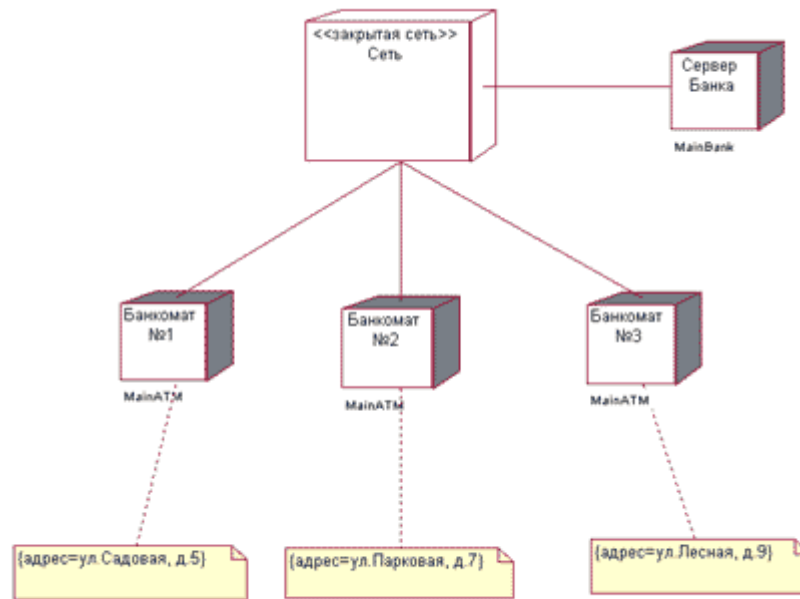 <<закрытая сеть>>
Сеть
Сервер
Банка
MainBank
Банкомат
№1
MainATM
Банкомат
№2
MainATM
Банкомат
№3
MainATM
{адрес=ул.Садовая, д.5}
{адрес=ул.Парковая, д.7}
{адрес=ул.Лесная, д.9}